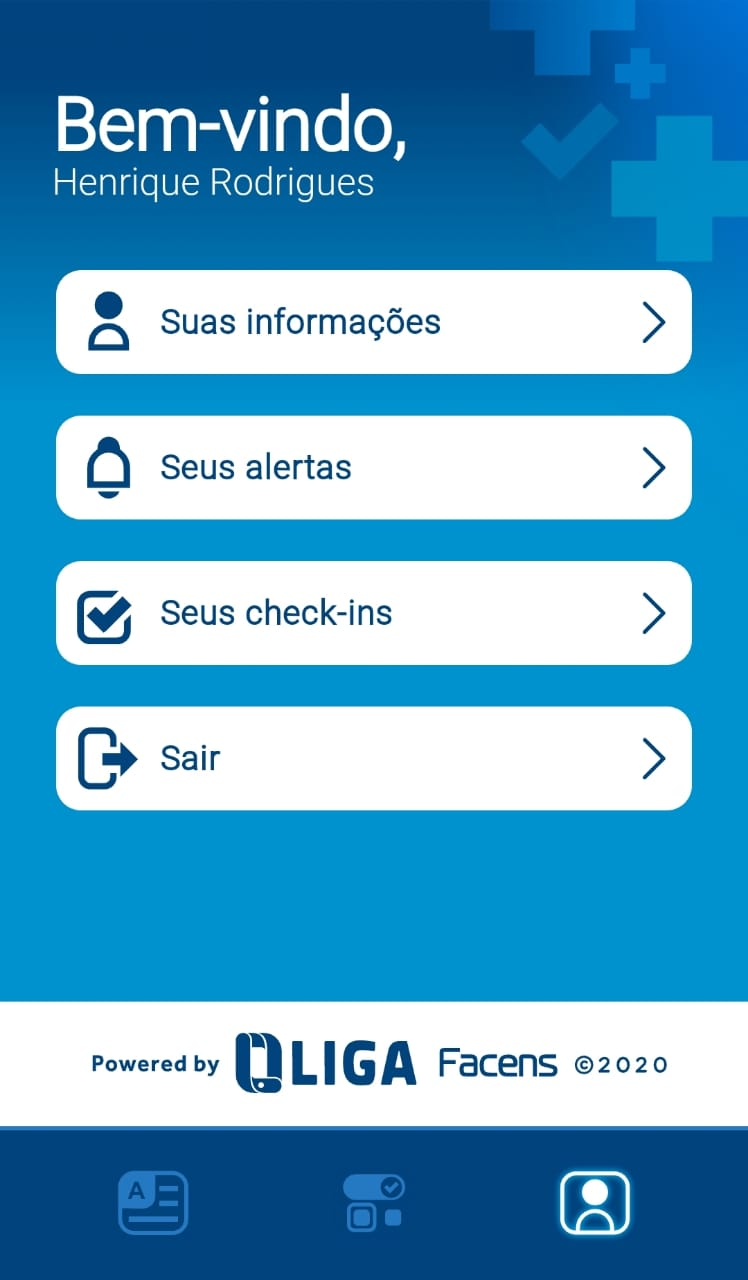 Bem-vindo,
Henrique Rodrigues
Suas informações
Seus alertas
Seus check-ins
Sair
Powered by LIGA Facens ©2020
A